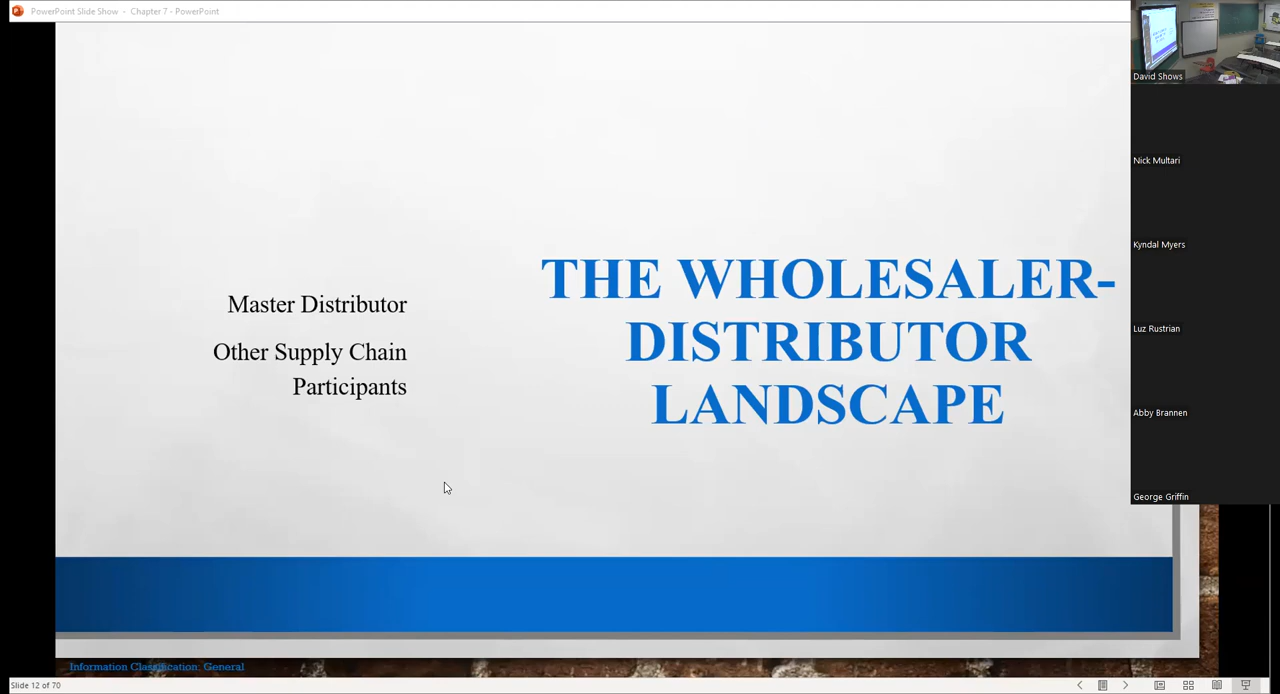 PowerPoint Slide Show - Chapter 7 - PowerPoint
David Shows
Nick Multari
Kyndal Myers
Luz Rustrian
Abby Brannen
George Griffin
Master Distributor
Other Supply Chain
Participants
THE WHOLESALER-
DISTRIBUTOR
LANDSCAPE
Information Classification: General
Slide 12 of 70